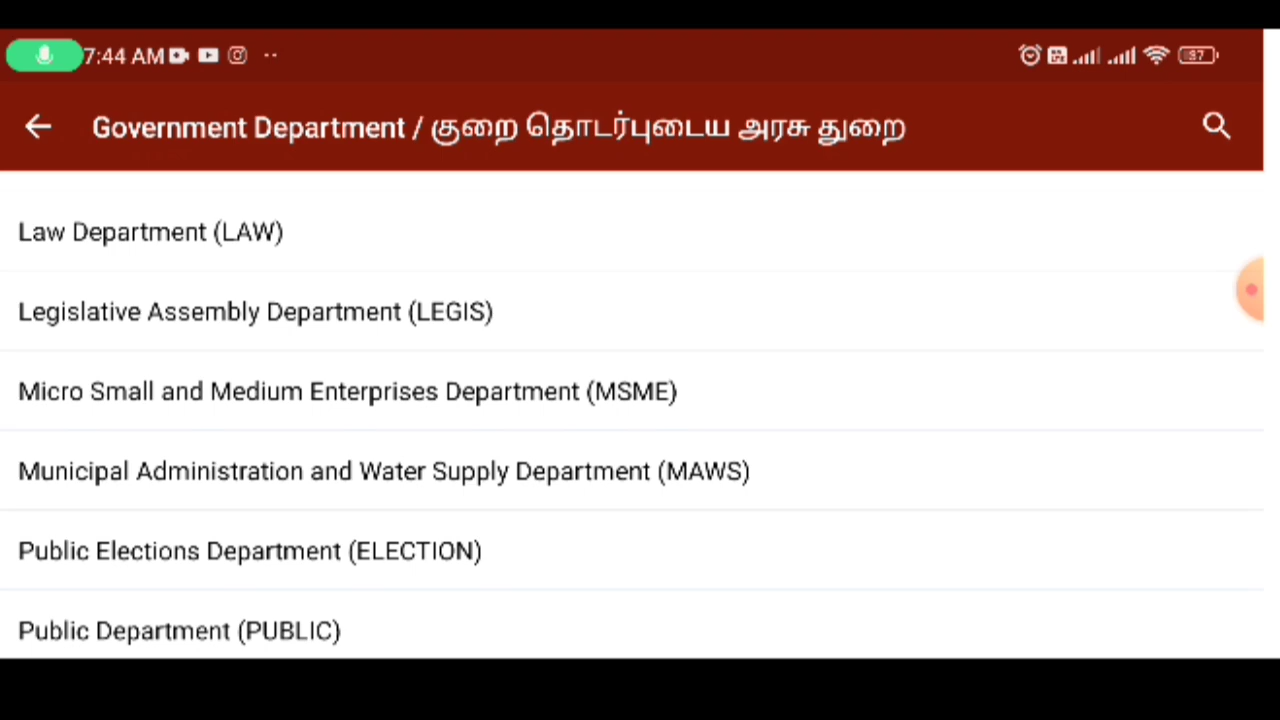 7:44 AM
37
Government Department / குறை தொடர்புடைய அரசு துறை
Law Department (LAW)
Legislative Assembly Department (LEGIS)
Micro Small and Medium Enterprises Department (MSME)
Municipal Administration and Water Supply Department (MAWS)
Public Elections Department (ELECTION)
Public Department (PUBLIC)